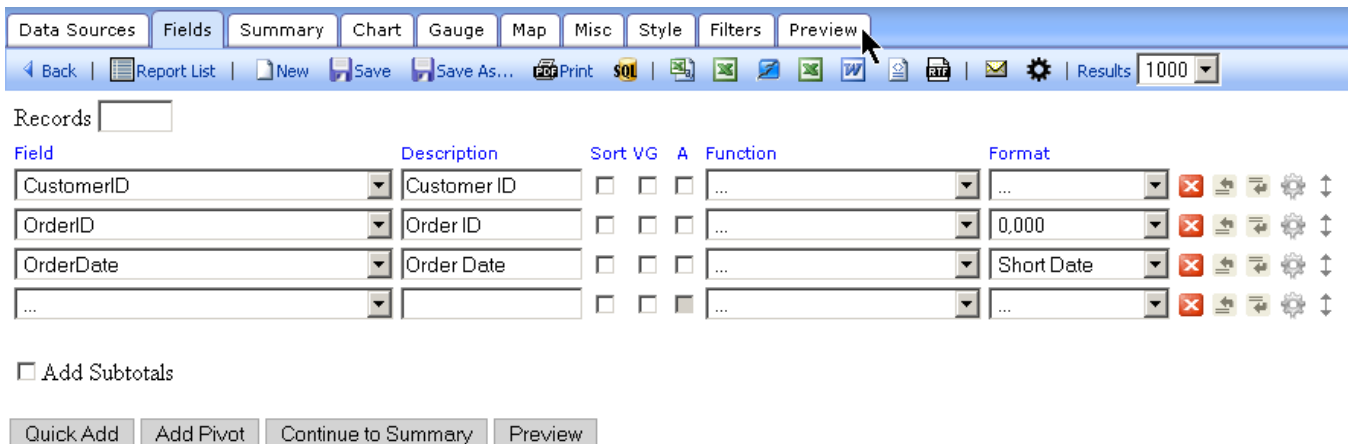 Data Sources Fields Summary Chart Gauge Map Misc Style Filters Preview
Back | Report List | New Save Save As... PDF Print SQL | RTF | Results 1000
Records
Field Description Sort VG A Function Format
CustomerID Customer ID ... ...
OrderID Order ID ... 0,000
OrderDate Order Date ... Short Date
... ... ...
Add Subtotals
Quick Add Add Pivot Continue to Summary Preview